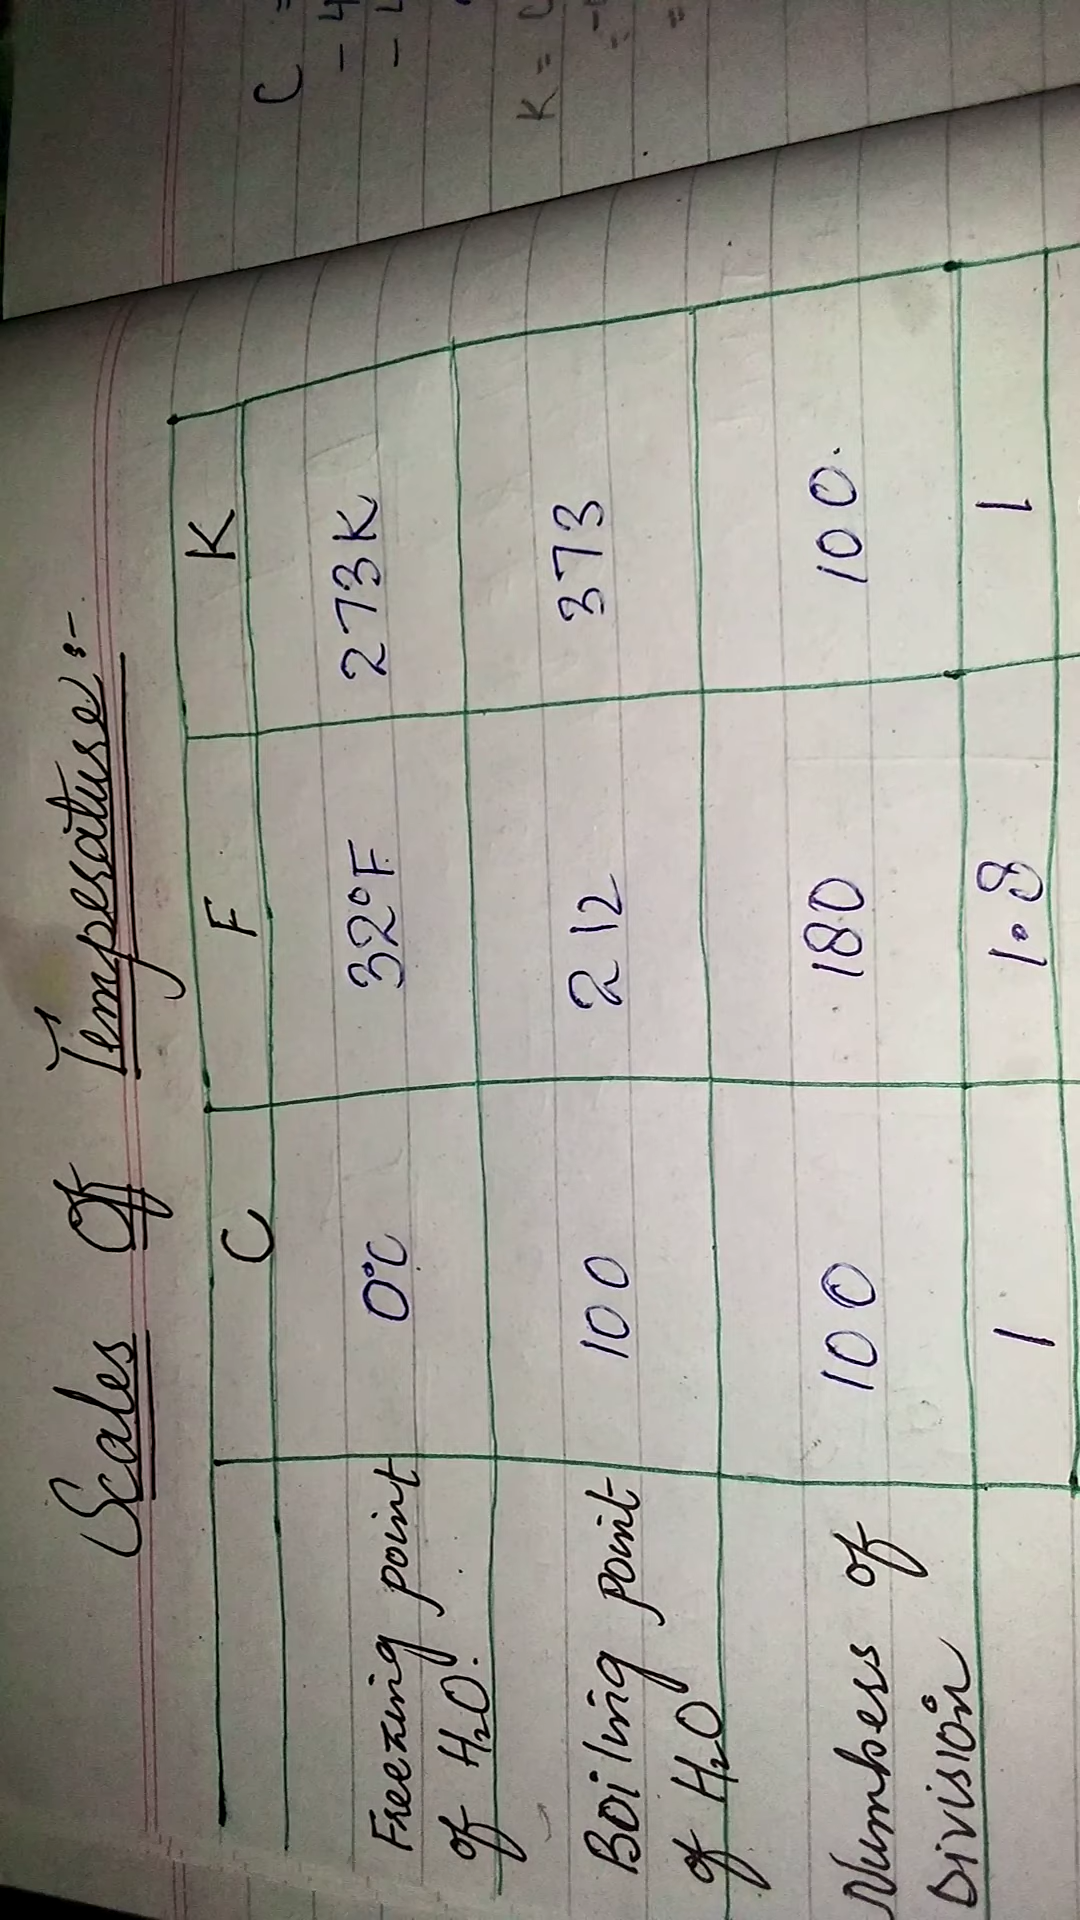 Scales Of Temperature:-
C F K
Freezing point of H₂O. 0°C 32°F 273K
Boiling point of H₂O 100 212 373
Number of Division 100 180 100.
1 1.8 1
C =
K =